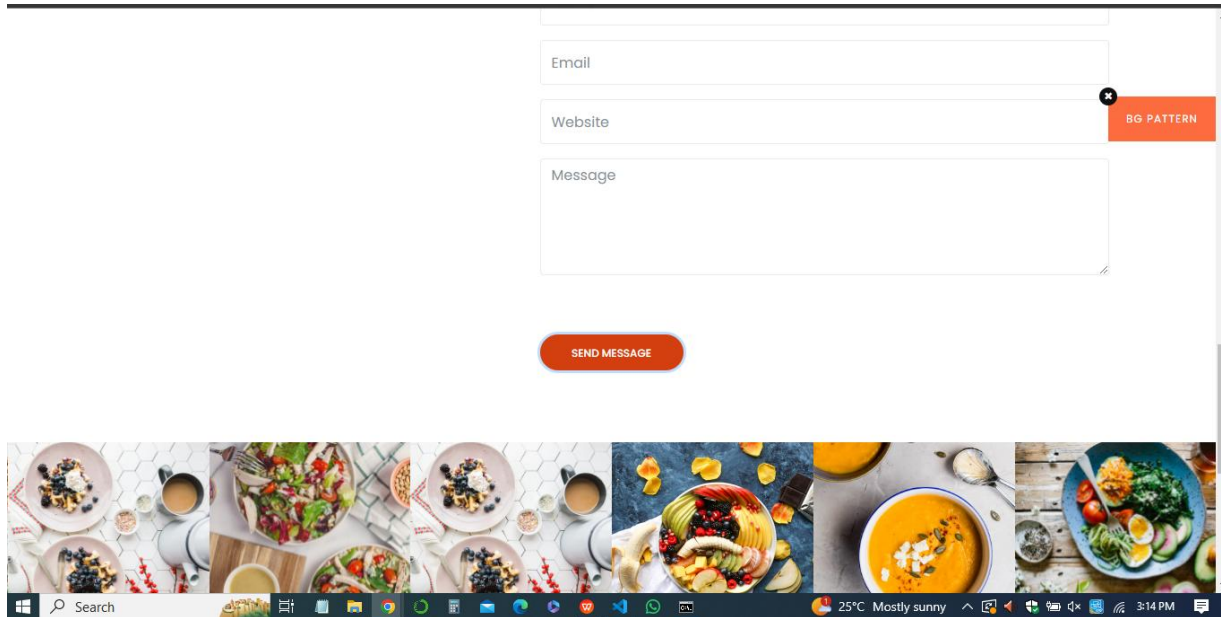 Email
Website
BG PATTERN
Message
SEND MESSAGE
Search
25°C Mostly sunny
3:14 PM